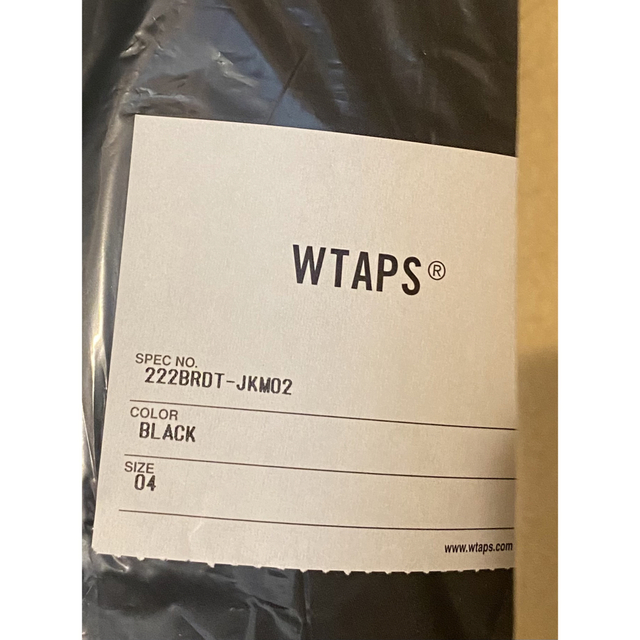 WTAPS®
SPEC NO.
222BRDT-JKM02
COLOR
BLACK
SIZE
04
www.wtaps.com